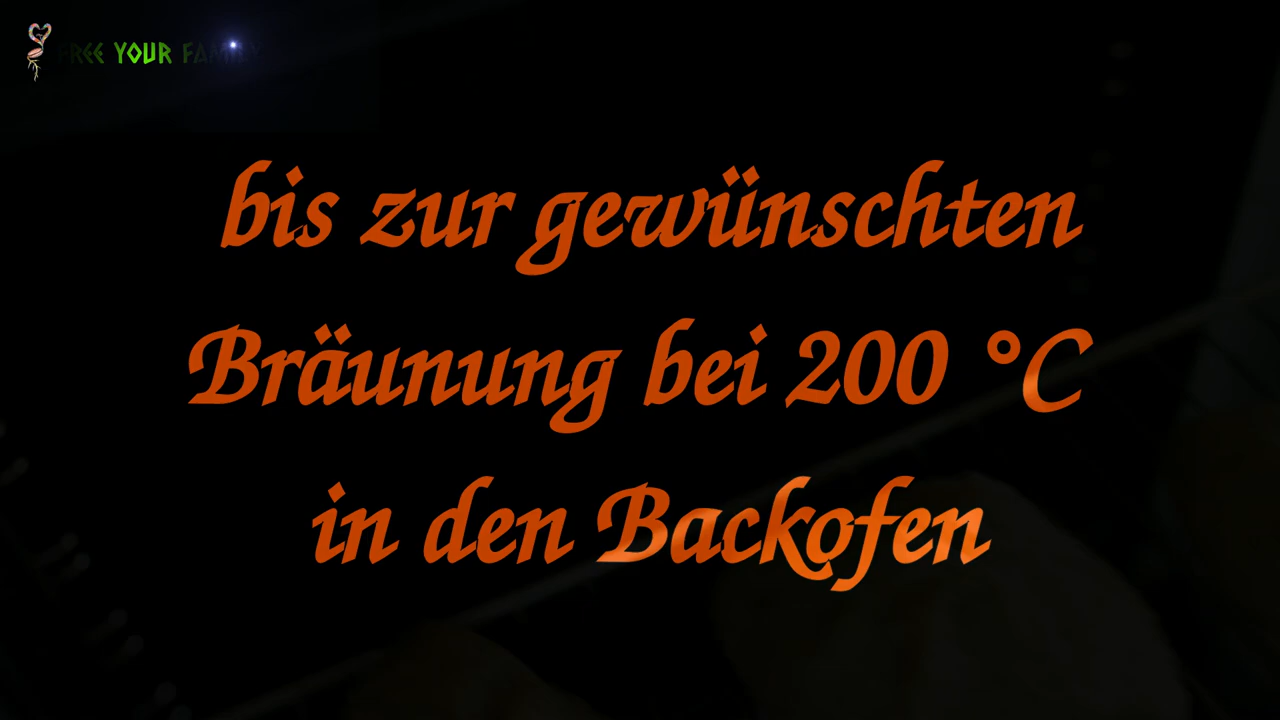 FREE YOUR FAMILY
bis zur gewünschten
Bräunung bei 200 °C
in den Backofen